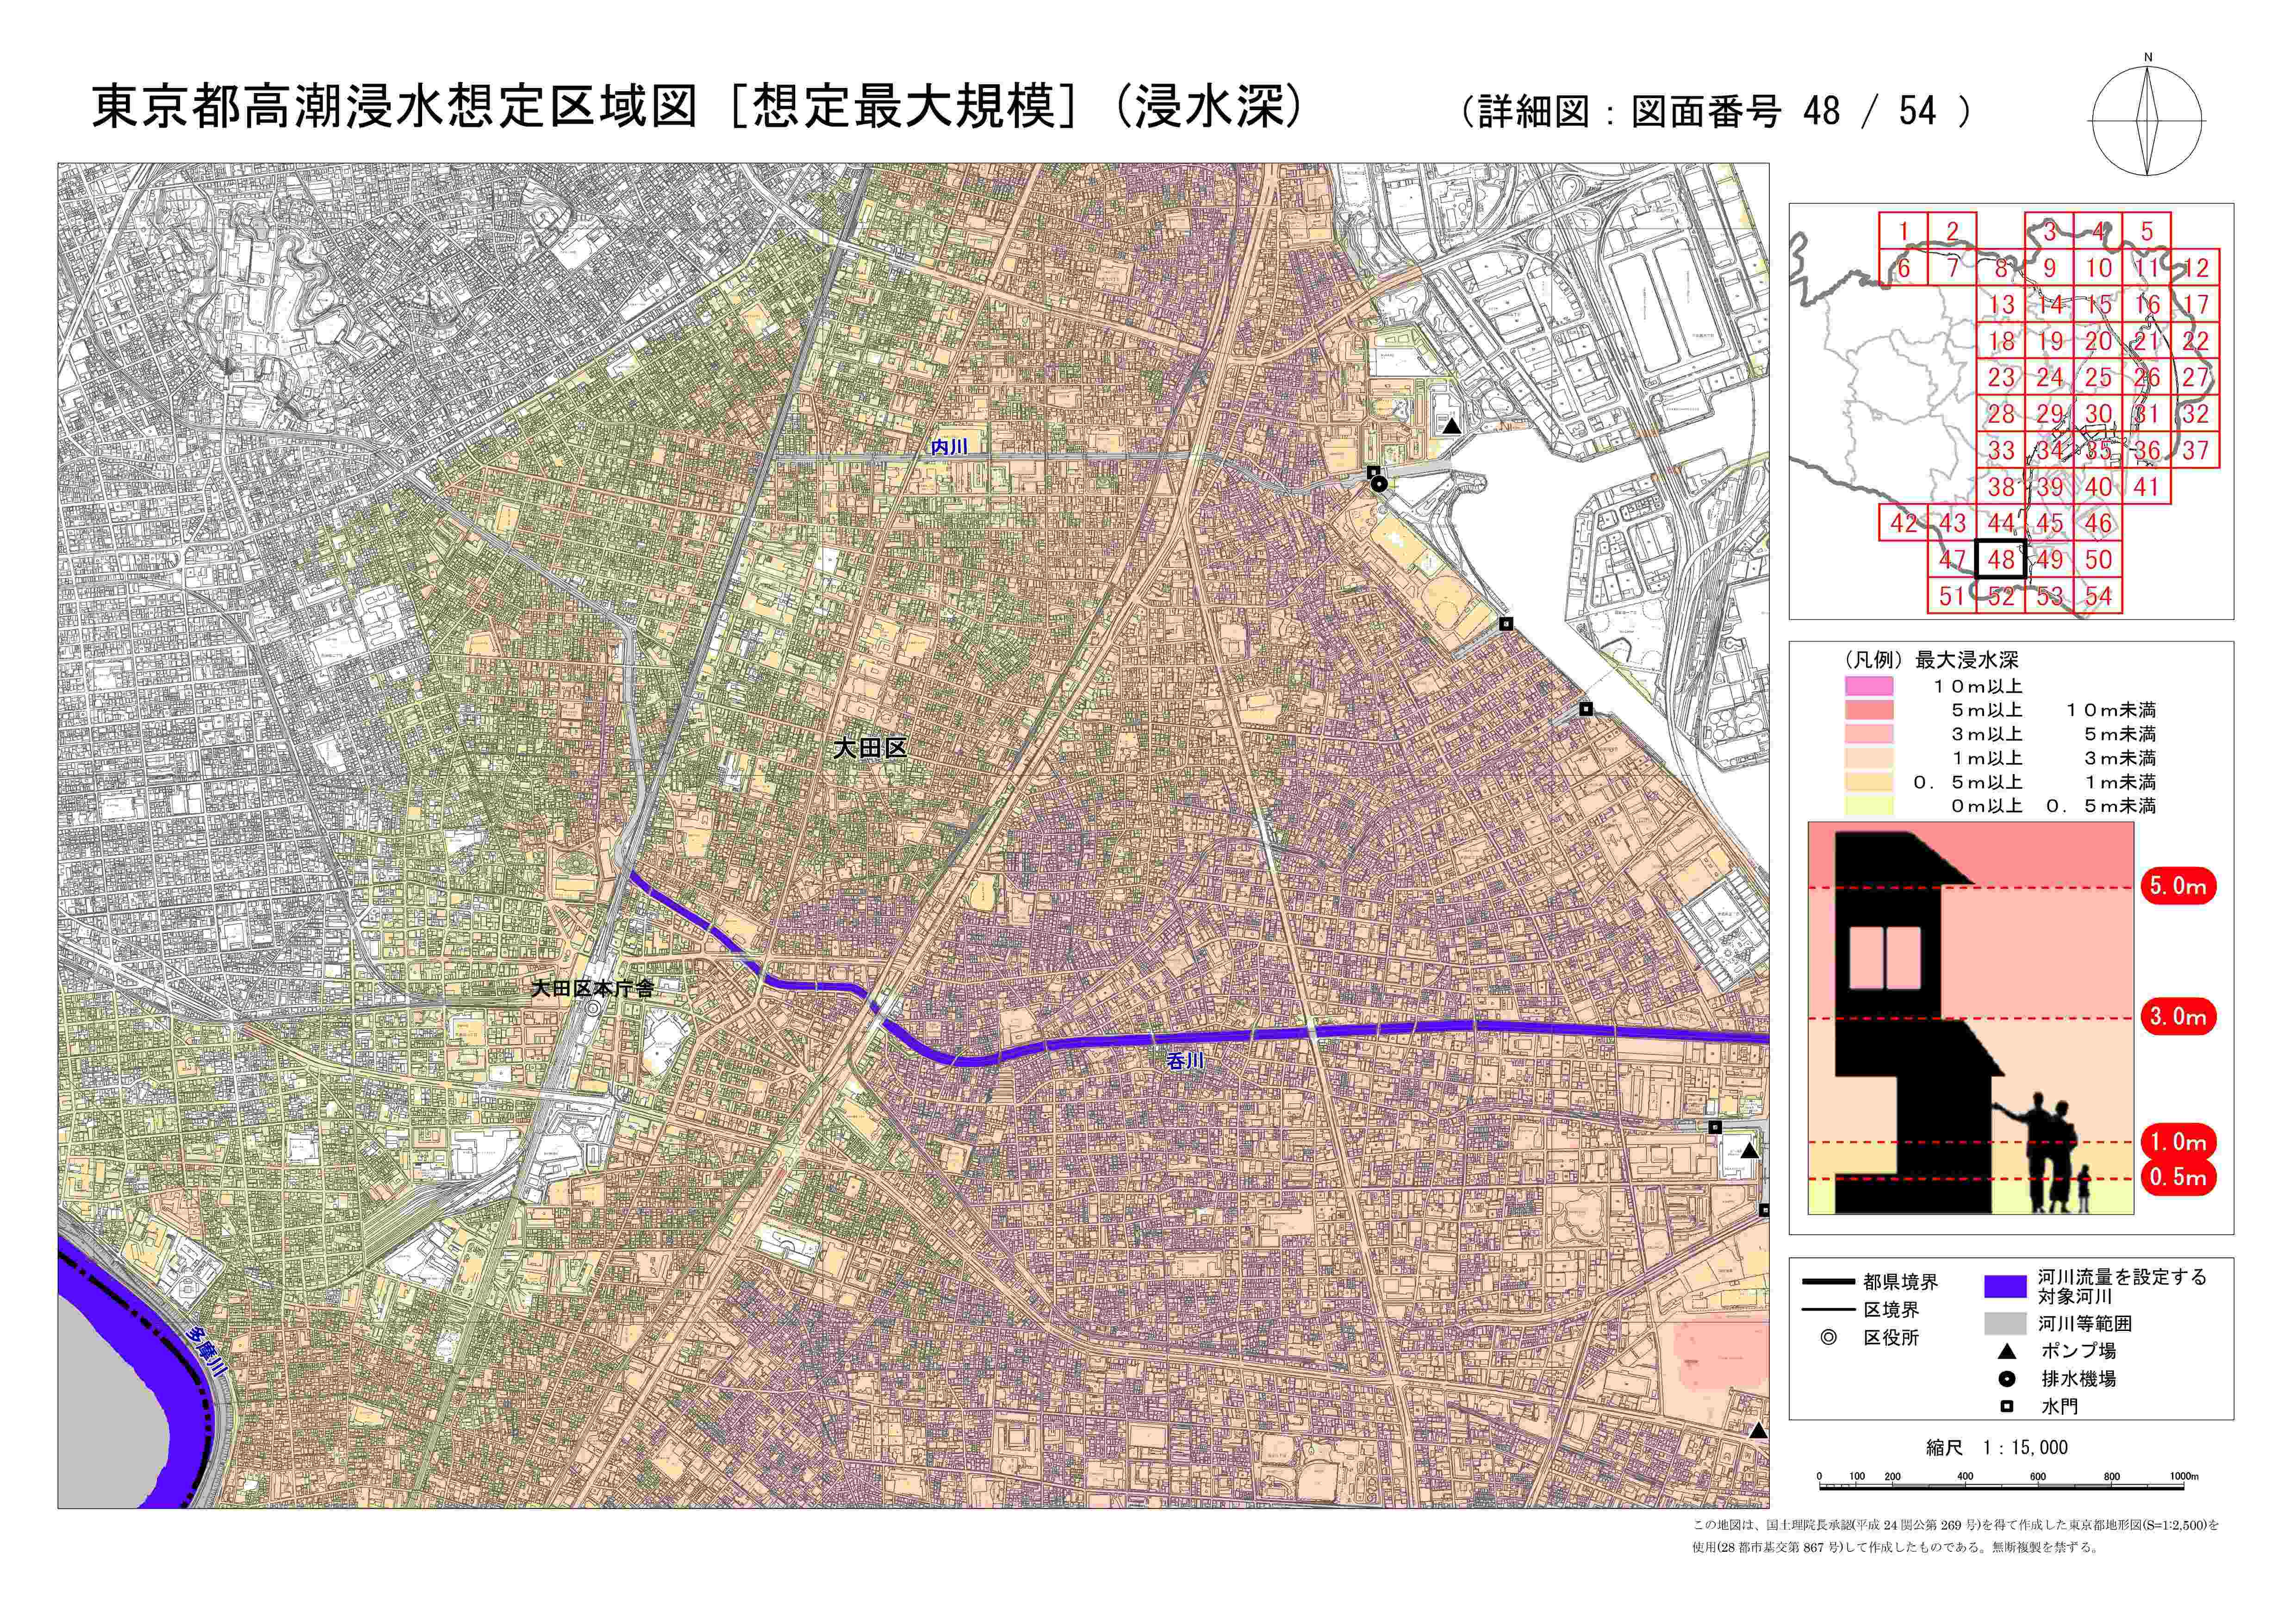 東京都高潮浸水想定区域図［想定最大規模］（浸水深）
（詳細図：図面番号 48 / 54 ）
N
1 2 3 4 5
6 7 8 9 10 11 12
13 14 15 16 17
18 19 20 21 22
23 24 25 26 27
28 29 30 31 32
33 34 35 36 37
38 39 40 41
42 43 44 45 46
47 48 49 50
51 52 53 54
内川
大田区
大田区本庁舎
呑川
多摩川
（凡例）最大浸水深
１０ｍ以上
５ｍ以上 １０ｍ未満
３ｍ以上 ５ｍ未満
１ｍ以上 ３ｍ未満
０．５ｍ以上 １ｍ未満
０ｍ以上 ０．５ｍ未満
5.0m
3.0m
1.0m
0.5m
都県境界
区境界
区役所
河川流量を設定する
対象河川
河川等範囲
ポンプ場
排水機場
水門
縮尺 1：15,000
0 100 200 400 600 800 1000m
この地図は、国土地理院長承認(平成 24 関公第 269 号)を得て作成した東京都地形図(S=1:2,500)を
使用(28 都市基交第 867 号)して作成したものである。無断複製を禁ずる。